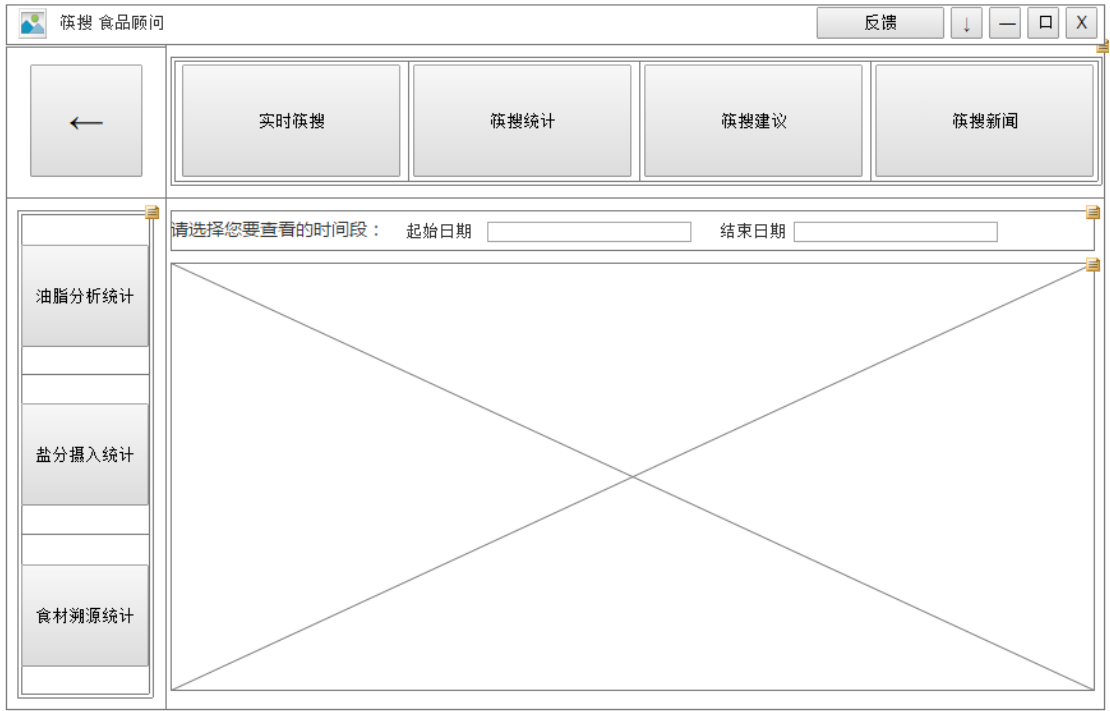 筷搜 食品顾问
反馈 ↓ — 口 X
← 实时筷搜 筷搜统计 筷搜建议 筷搜新闻
请选择您要查看的时间段： 起始日期 结束日期
油脂分析统计
盐分摄入统计
食材溯源统计